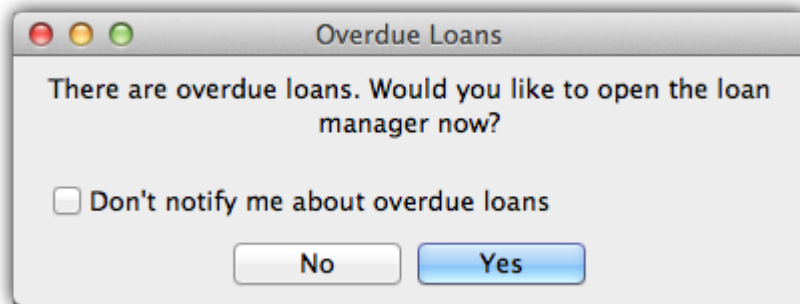 Overdue Loans
There are overdue loans. Would you like to open the loan
manager now?
Don't notify me about overdue loans
No Yes